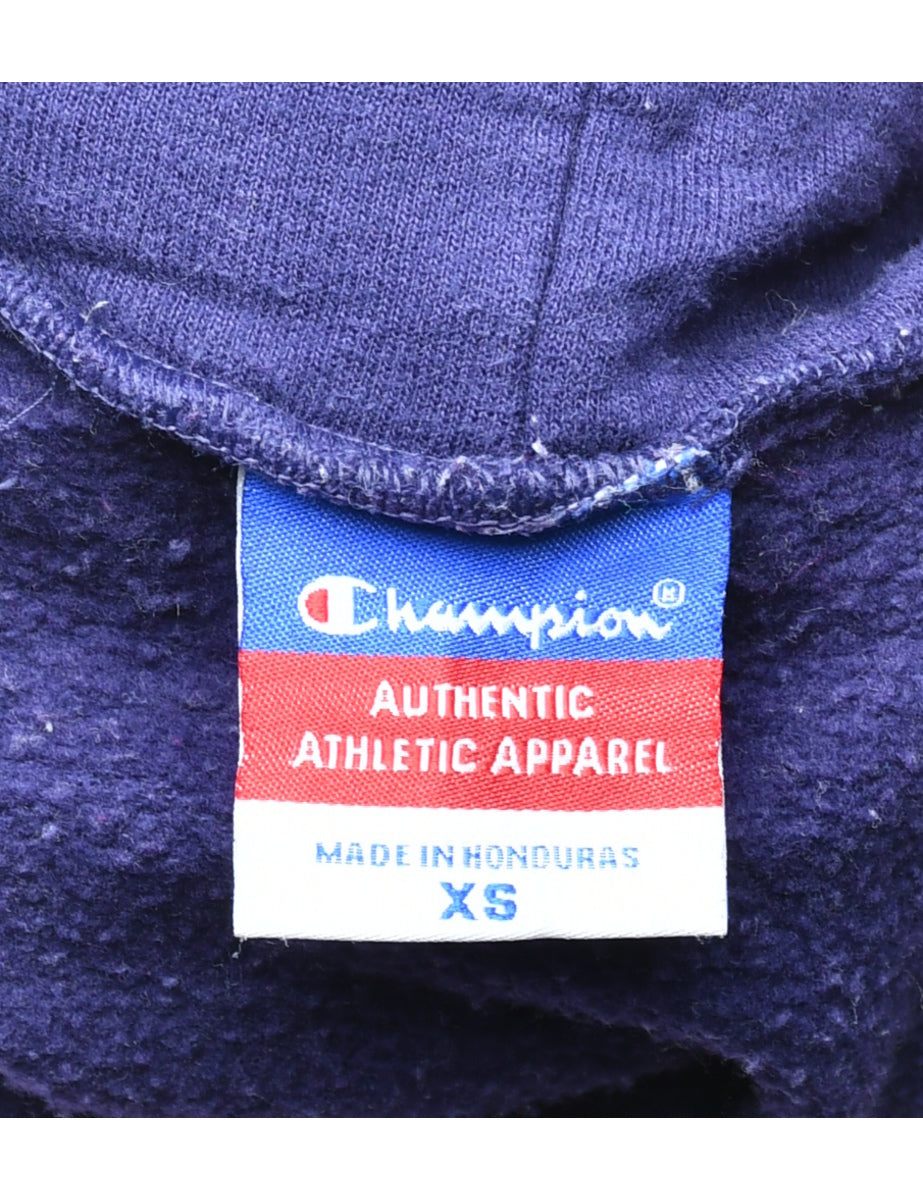 Champion®
AUTHENTIC
ATHLETIC APPAREL
MADE IN HONDURAS
XS